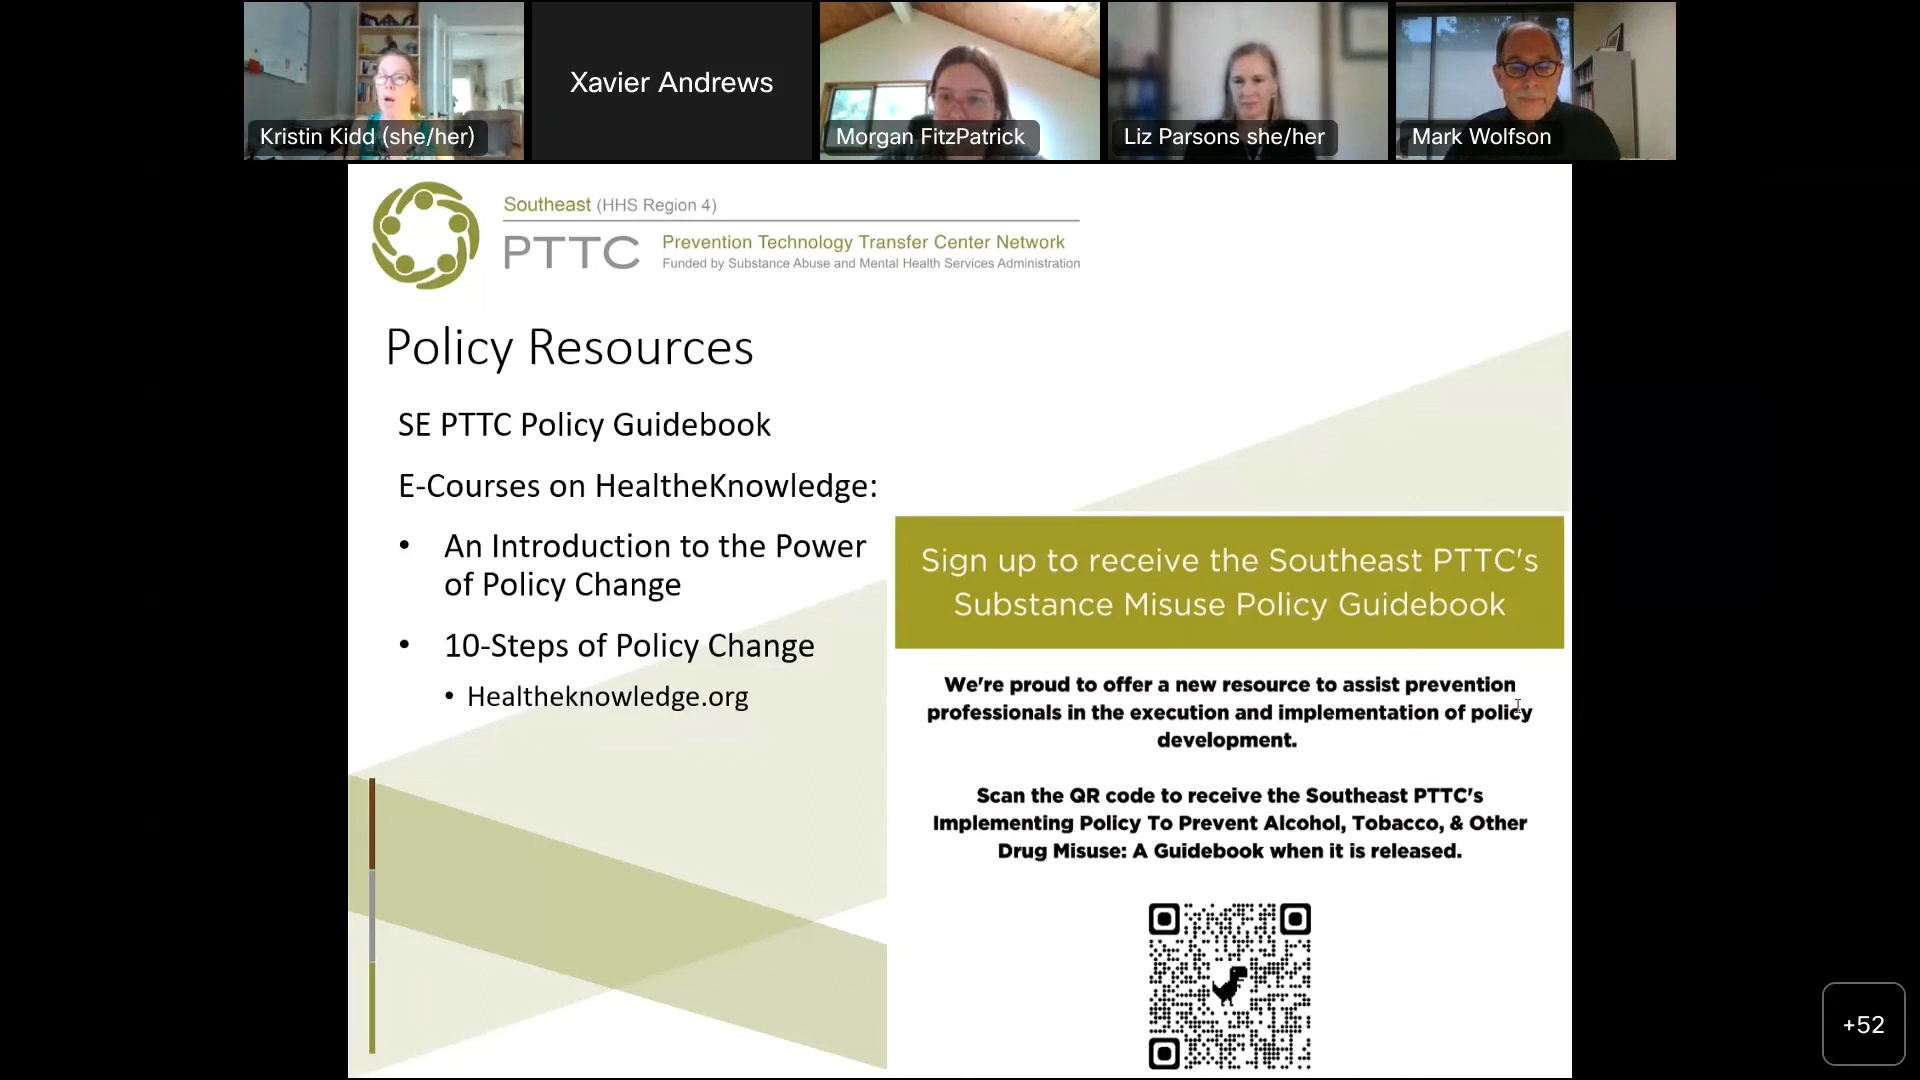 Xavier Andrews
Kristin Kidd (she/her)
Morgan FitzPatrick
Liz Parsons she/her
Mark Wolfson
Southeast (HHS Region 4)
PTTC
Prevention Technology Transfer Center Network
Funded by Substance Abuse and Mental Health Services Administration
Policy Resources
SE PTTC Policy Guidebook
E-Courses on HealtheKnowledge:
• An Introduction to the Power
of Policy Change
• 10-Steps of Policy Change
• Healtheknowledge.org
Sign up to receive the Southeast PTTC's
Substance Misuse Policy Guidebook
We're proud to offer a new resource to assist prevention
professionals in the execution and implementation of policy
development.
Scan the QR code to receive the Southeast PTTC's
Implementing Policy To Prevent Alcohol, Tobacco, & Other
Drug Misuse: A Guidebook when it is released.
+52